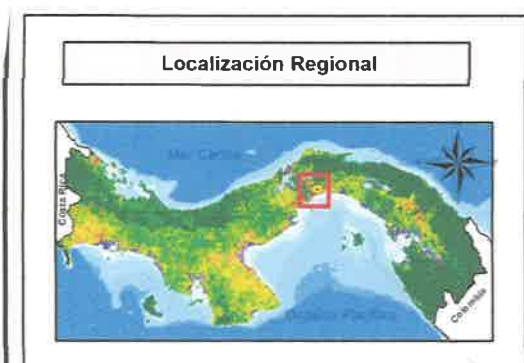 Localización Regional
Mar Caribe
Costa Rica
Océano Pacífico
Colombia